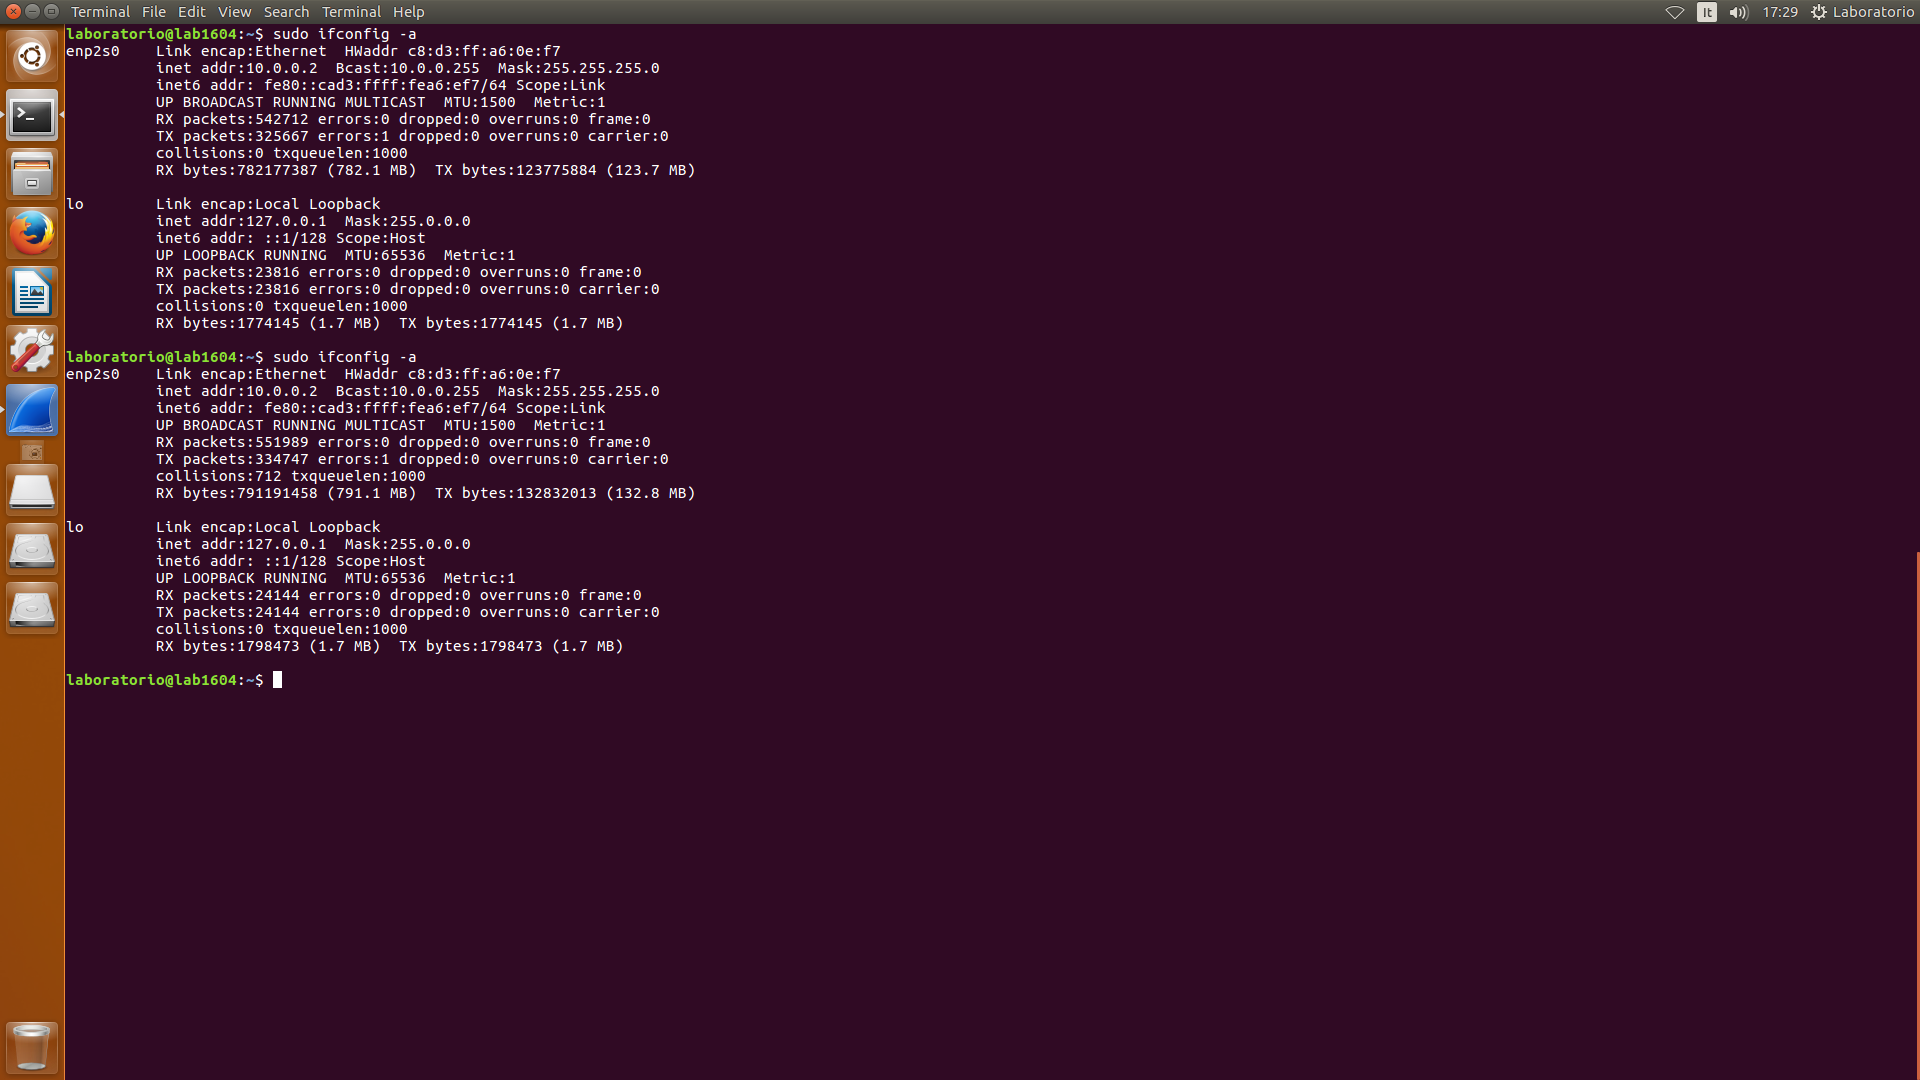 Terminal File Edit View Search Terminal Help It 17:29 Laboratorio
laboratorio@lab1604:~$ sudo ifconfig -a
enp2s0    Link encap:Ethernet  HWaddr c8:d3:ff:a6:0e:f7
          inet addr:10.0.0.2  Bcast:10.0.0.255  Mask:255.255.255.0
          inet6 addr: fe80::cad3:ffff:fea6:ef7/64 Scope:Link
          UP BROADCAST RUNNING MULTICAST  MTU:1500  Metric:1
          RX packets:542712 errors:0 dropped:0 overruns:0 frame:0
          TX packets:325667 errors:1 dropped:0 overruns:0 carrier:0
          collisions:0 txqueuelen:1000
          RX bytes:782177387 (782.1 MB)  TX bytes:123775884 (123.7 MB)

lo        Link encap:Local Loopback
          inet addr:127.0.0.1  Mask:255.0.0.0
          inet6 addr: ::1/128 Scope:Host
          UP LOOPBACK RUNNING  MTU:65536  Metric:1
          RX packets:23816 errors:0 dropped:0 overruns:0 frame:0
          TX packets:23816 errors:0 dropped:0 overruns:0 carrier:0
          collisions:0 txqueuelen:1000
          RX bytes:1774145 (1.7 MB)  TX bytes:1774145 (1.7 MB)

laboratorio@lab1604:~$ sudo ifconfig -a
enp2s0    Link encap:Ethernet  HWaddr c8:d3:ff:a6:0e:f7
          inet addr:10.0.0.2  Bcast:10.0.0.255  Mask:255.255.255.0
          inet6 addr: fe80::cad3:ffff:fea6:ef7/64 Scope:Link
          UP BROADCAST RUNNING MULTICAST  MTU:1500  Metric:1
          RX packets:551989 errors:0 dropped:0 overruns:0 frame:0
          TX packets:334747 errors:1 dropped:0 overruns:0 carrier:0
          collisions:712 txqueuelen:1000
          RX bytes:791191458 (791.1 MB)  TX bytes:132832013 (132.8 MB)

lo        Link encap:Local Loopback
          inet addr:127.0.0.1  Mask:255.0.0.0
          inet6 addr: ::1/128 Scope:Host
          UP LOOPBACK RUNNING  MTU:65536  Metric:1
          RX packets:24144 errors:0 dropped:0 overruns:0 frame:0
          TX packets:24144 errors:0 dropped:0 overruns:0 carrier:0
          collisions:0 txqueuelen:1000
          RX bytes:1798473 (1.7 MB)  TX bytes:1798473 (1.7 MB)

laboratorio@lab1604:~$